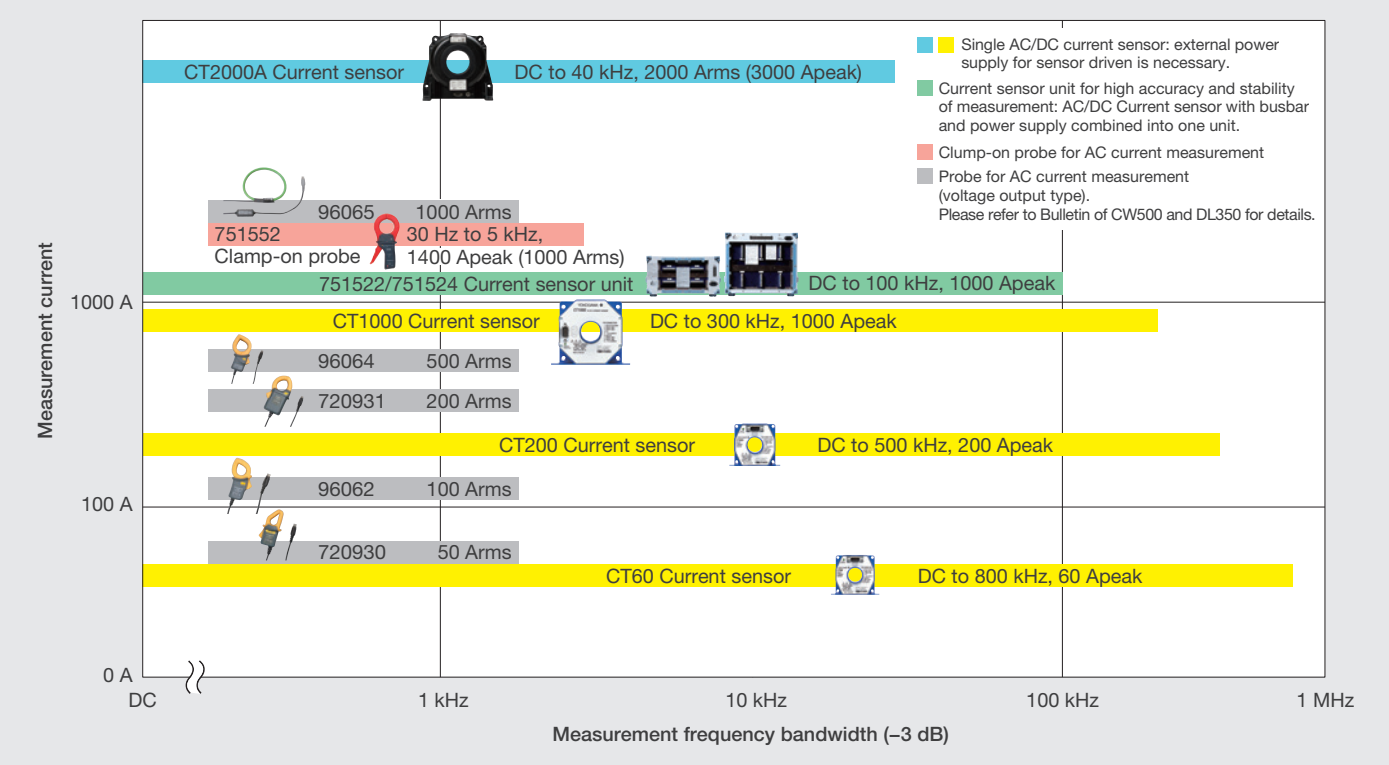 CT2000A Current sensor DC to 40 kHz, 2000 Arms (3000 Apeak)
Single AC/DC current sensor: external power
supply for sensor driven is necessary.
Current sensor unit for high accuracy and stability
of measurement: AC/DC Current sensor with busbar
and power supply combined into one unit.
Clump-on probe for AC current measurement
Probe for AC current measurement
(voltage output type).
Please refer to Bulletin of CW500 and DL350 for details.
96065 1000 Arms
751552 30 Hz to 5 kHz,
Clamp-on probe 1400 Apeak (1000 Arms)
751522/751524 Current sensor unit DC to 100 kHz, 1000 Apeak
1000 A
CT1000 Current sensor DC to 300 kHz, 1000 Apeak
96064 500 Arms
720931 200 Arms
CT200 Current sensor DC to 500 kHz, 200 Apeak
96062 100 Arms
100 A
720930 50 Arms
CT60 Current sensor DC to 800 kHz, 60 Apeak
0 A
Measurement current
DC 1 kHz 10 kHz 100 kHz 1 MHz
Measurement frequency bandwidth (−3 dB)